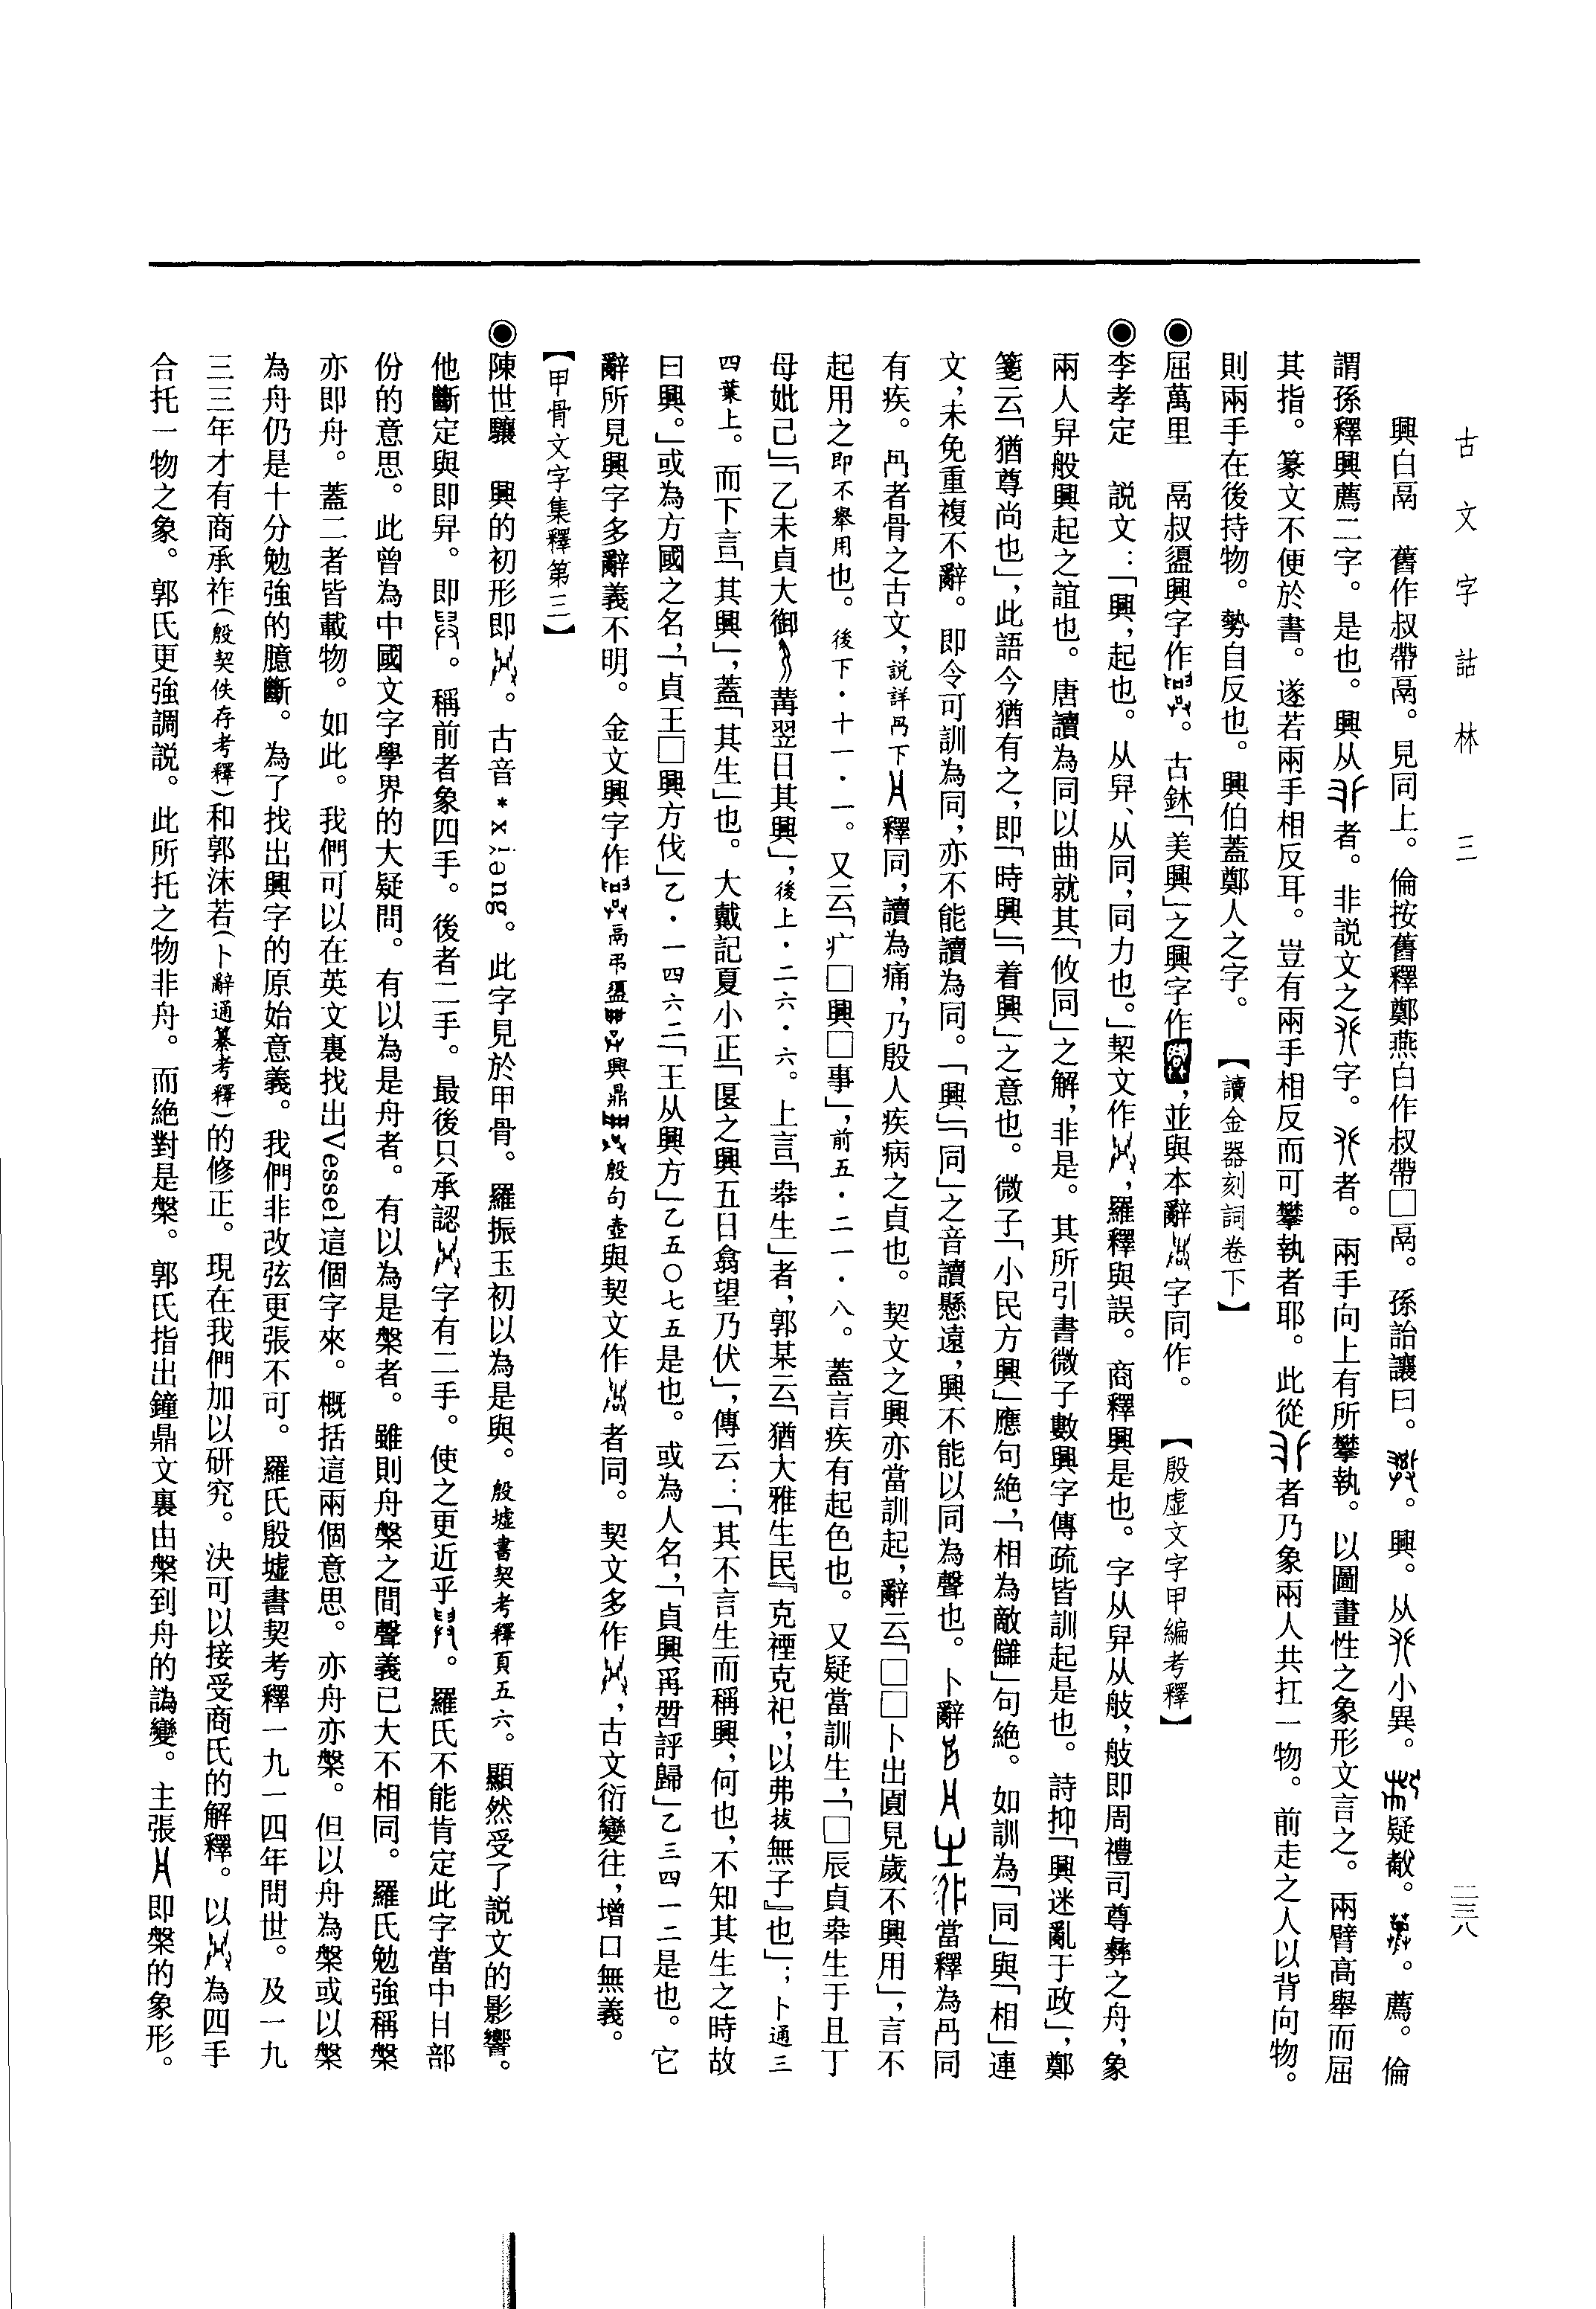 古文字詁林 三
二三八
興白鬲　舊作叔帶鬲。見同上。倫按舊釋鄭燕白作叔帶□鬲。孫詒讓曰。。興。从小異。疑㪣。。薦。倫
謂孫釋興薦二字。是也。興从者。非説文之字。者。兩手向上有所攀執。以圖畫性之象形文言之。兩臂高舉而屈
其指。篆文不便於書。遂若兩手相反耳。豈有兩手相反而可攀執者耶。此從者乃象兩人共扛一物。前走之人以背向物。
則兩手在後持物。勢自反也。興伯蓋鄭人之字。【讀金器刻詞卷下】
◉屈萬里　鬲叔盨興字作。古鉥「美興」之興字作，並與本辭字同作。【殷虛文字甲編考釋】
◉李孝定　説文：「興，起也。从舁、从同，同力也。」栔文作，羅釋與誤。商釋興是也。字从舁从般，般即周禮司尊彝之舟，象
兩人舁般興起之誼也。唐讀為同以曲就其「攸同」之解，非是。其所引書微子數興字傳疏皆訓起是也。詩抑「興迷亂于政」，鄭
箋云「猶尊尚也」，此語今猶有之，即「時興」「着興」之意也。微子「小民方興」應句絶，「相為敵讎」句絶。如訓為「同」與「相」連
文，未免重複不辭。即令可訓為同，亦不能讀為同。「興」「同」之音讀懸遠，興不能以同為聲也。卜辭當釋為冎同
有疾。冎者骨之古文，説詳冎下釋同，讀為痛，乃殷人疾病之貞也。契文之興亦當訓起，辭云「□□卜出圓見歲不興用」，言不
起用之即不舉用也。後下・十一・一。又云「疒□興□事」，前五・二一・八。蓋言疾有起色也。又疑當訓生，「□辰貞桒生于且丁
母妣己」「乙未貞大御冓翌日其興」，後上・二六・六。上言「桒生」者，郭某云「猶大雅生民『克禋克祀，以弗拔無子』也」；卜通三
四葉上。而下言「其興」，蓋「其生」也。大戴記夏小正「匽之興五日翕望乃伏」，傳云：「其不言生而稱興，何也，不知其生之時故
曰興。」或為方國之名，「貞王□興方伐」乙・一四六二「王从興方」乙五〇七五是也。或為人名，「貞興爯𠕋評歸」乙三四一二是也。它
辭所見興字多辭義不明。金文興字作鬲弔盨興鼎殷句壺與契文作者同。契文多作，古文衍變往，增口無義。
【甲骨文字集釋第三】
◉陳世驤　興的初形即。古音*xiəng。此字見於甲骨。羅振玉初以為是與。殷墟書契考釋頁五六。顯然受了説文的影響。
他斷定與即舁。即。稱前者象四手。後者二手。最後只承認字有二手。使之更近乎。羅氏不能肯定此字當中部
份的意思。此曾為中國文字學界的大疑問。有以為是舟者。有以為是槃者。雖則舟槃之間聲義已大不相同。羅氏勉強稱槃
亦即舟。蓋二者皆載物。如此。我們可以在英文裏找出Vessel這個字來。概括這兩個意思。亦舟亦槃。但以舟為槃或以槃
為舟仍是十分勉強的臆斷。為了找出興字的原始意義。我們非改弦更張不可。羅氏殷墟書契考釋一九一四年問世。及一九
三三年才有商承祚（殷契佚存考釋）和郭沫若（卜辭通纂考釋）的修正。現在我們加以研究。決可以接受商氏的解釋。以為四手
合托一物之象。郭氏更強調説。此所托之物非舟。而絶對是槃。郭氏指出鐘鼎文裏由槃到舟的譌變。主張即槃的象形。